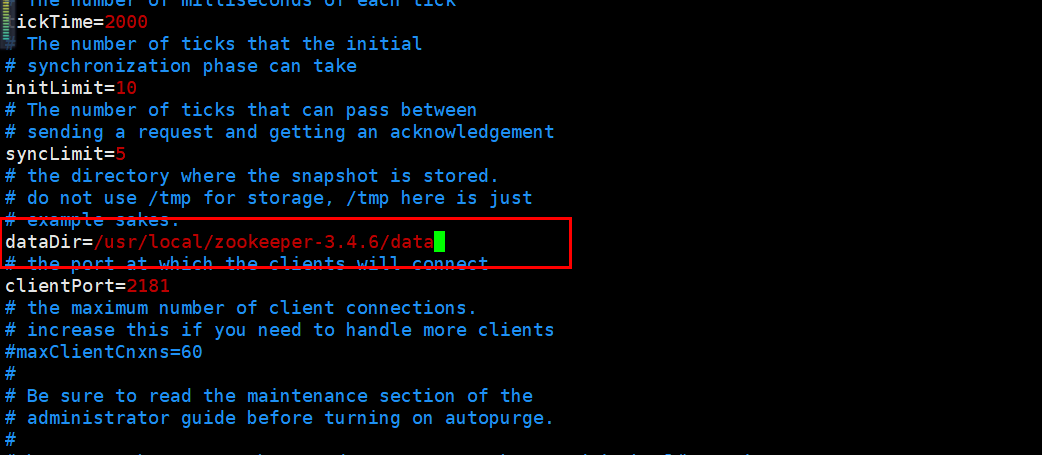 The number of milliseconds of each tick
ickTime=2000
# The number of ticks that the initial
# synchronization phase can take
initLimit=10
# The number of ticks that can pass between
# sending a request and getting an acknowledgement
syncLimit=5
# the directory where the snapshot is stored.
# do not use /tmp for storage, /tmp here is just
# example sakes.
dataDir=/usr/local/zookeeper-3.4.6/data
# the port at which the clients will connect
clientPort=2181
# the maximum number of client connections.
# increase this if you need to handle more clients
#maxClientCnxns=60
#
# Be sure to read the maintenance section of the
# administrator guide before turning on autopurge.
#